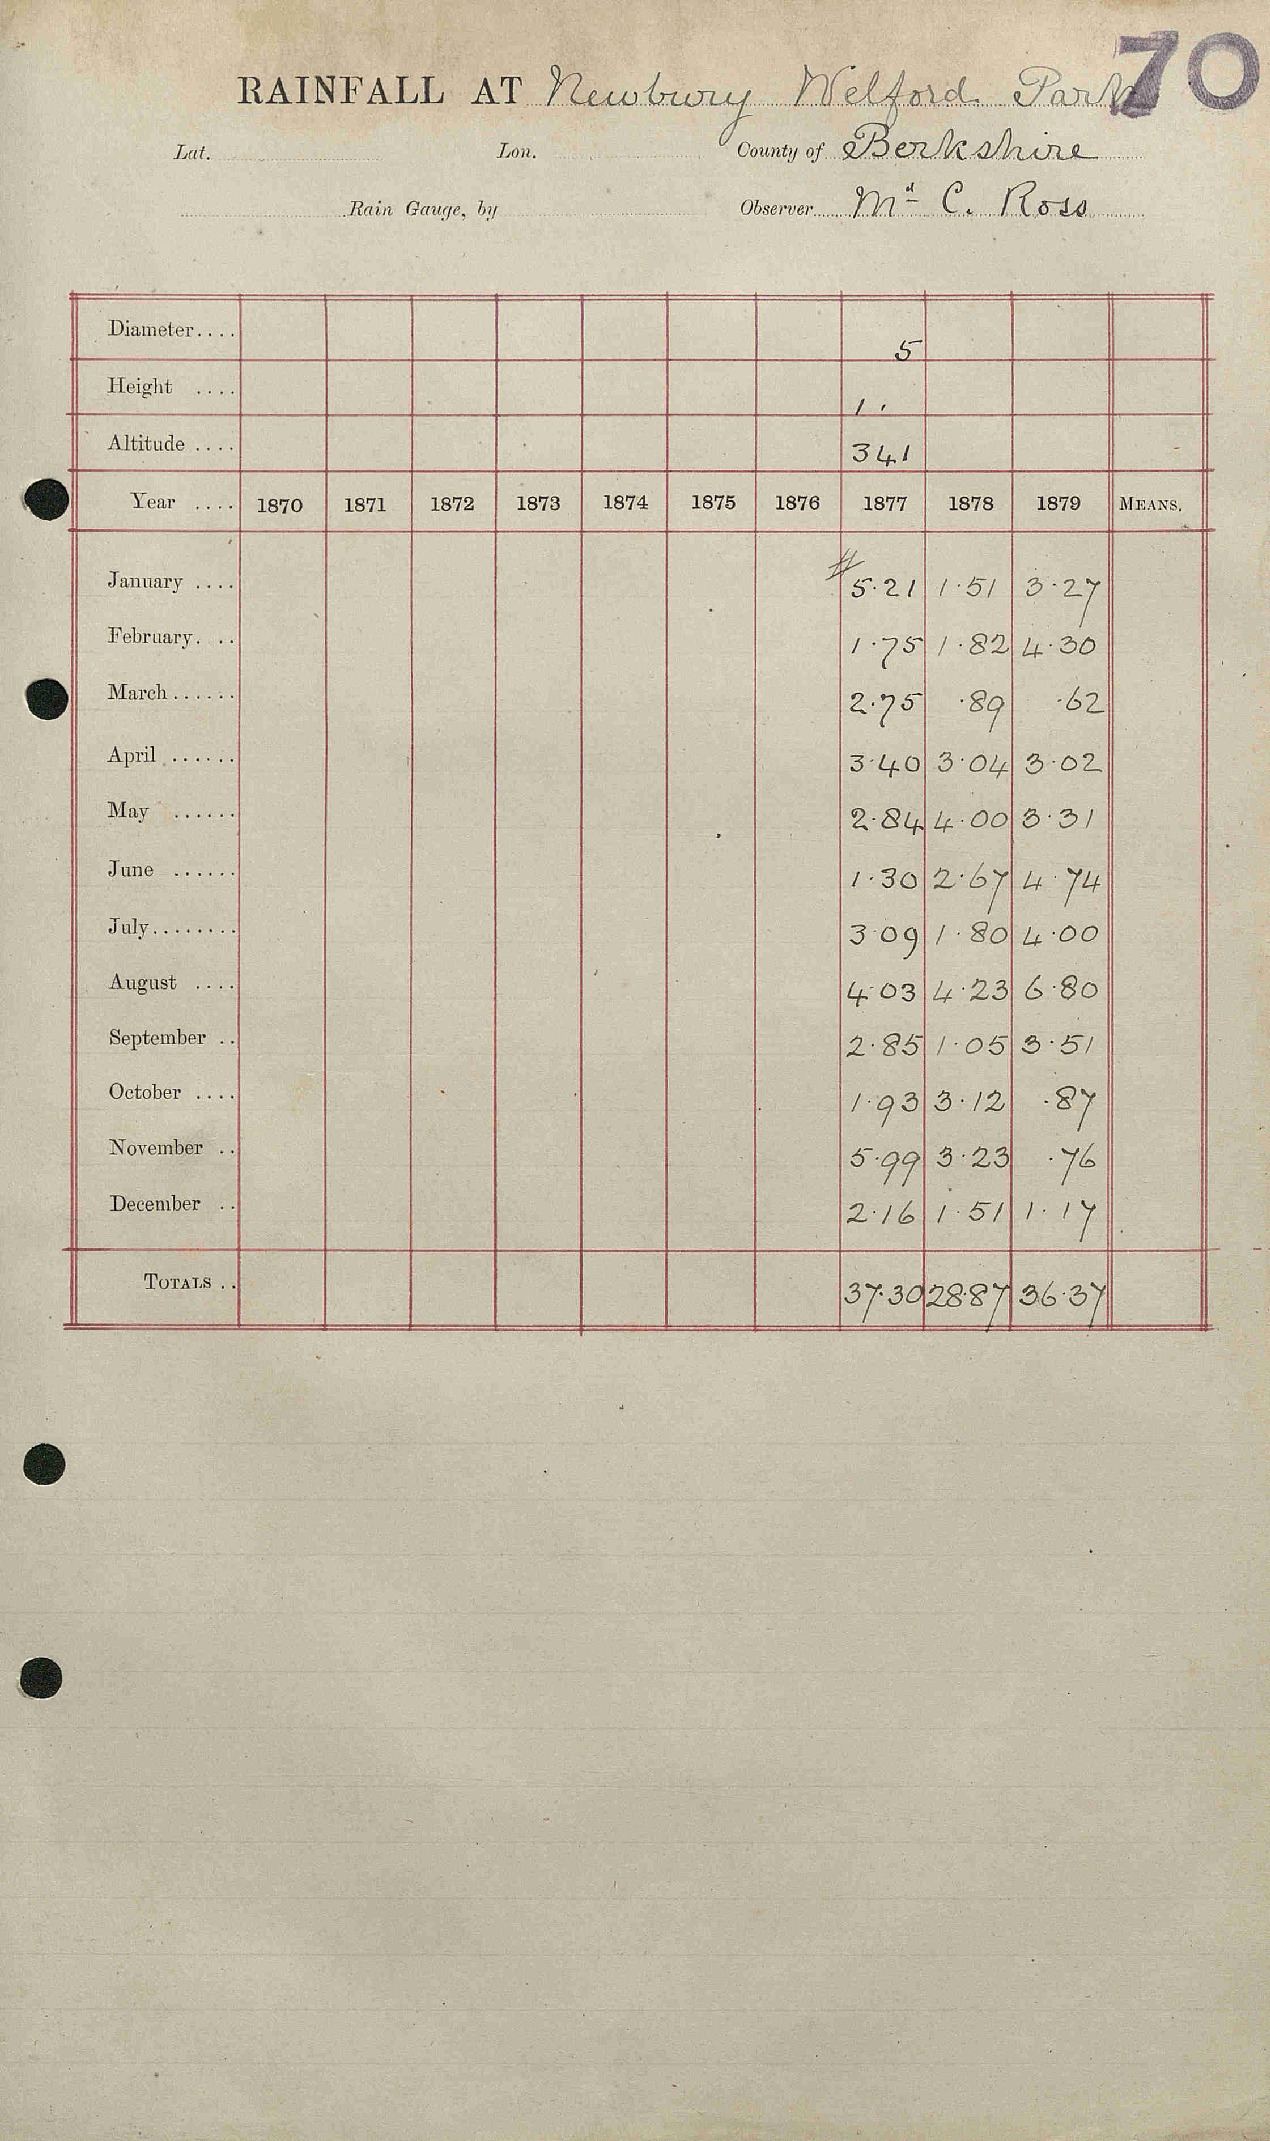 70
RAINFALL AT Newbury Welford Park
Lat. Lon. County of Berkshire
Rain Gauge, by Observer Mr C. Ross
Diameter.... 5
Height .... 1 '
Altitude .... 341
Year .... 1870 1871 1872 1873 1874 1875 1876 1877 1878 1879 MEANS.
January .... # 5.21 1.51 3.27
February. .. 1.75 1.82 4.30
March...... 2.75 .89 .62
April ...... 3.40 3.04 3.02
May ...... 2.84 4.00 3.31
June ...... 1.30 2.67 4.74
July........ 3.09 1.80 4.00
August .... 4.03 4.23 6.80
September .. 2.85 1.05 3.51
October .... 1.93 3.12 .87
November .. 5.99 3.23 .76
December .. 2.16 1.51 1.17
TOTALS .. 37.30 28.87 36.37